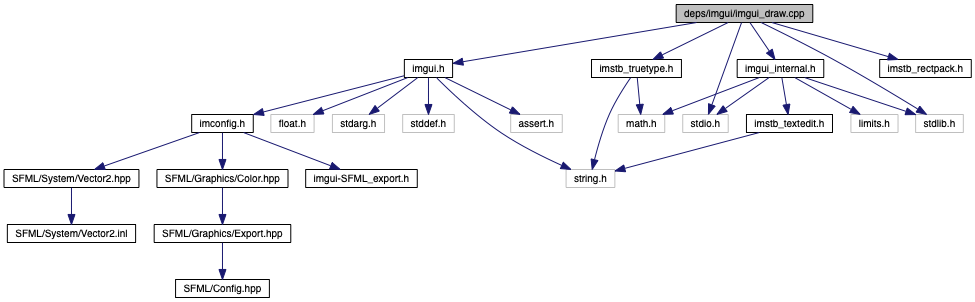 deps/imgui/imgui_draw.cpp
imgui.h
imstb_truetype.h
imgui_internal.h
imstb_rectpack.h
imconfig.h
float.h
stdarg.h
stddef.h
assert.h
math.h
stdio.h
imstb_textedit.h
limits.h
stdlib.h
SFML/System/Vector2.hpp
SFML/Graphics/Color.hpp
imgui-SFML_export.h
string.h
SFML/System/Vector2.inl
SFML/Graphics/Export.hpp
SFML/Config.hpp